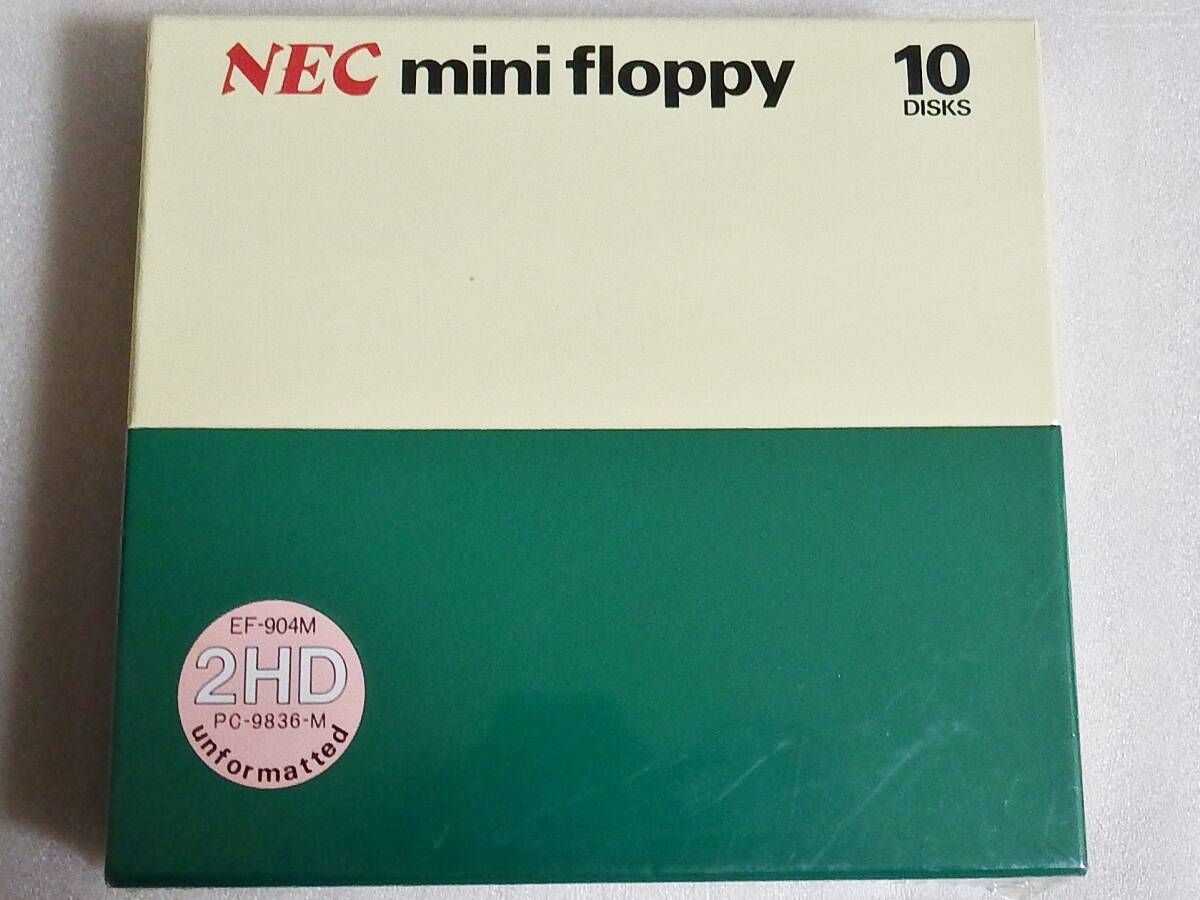 NEC mini floppy
10
DISKS
EF-904M
2HD
PC-9836-M
unformatted